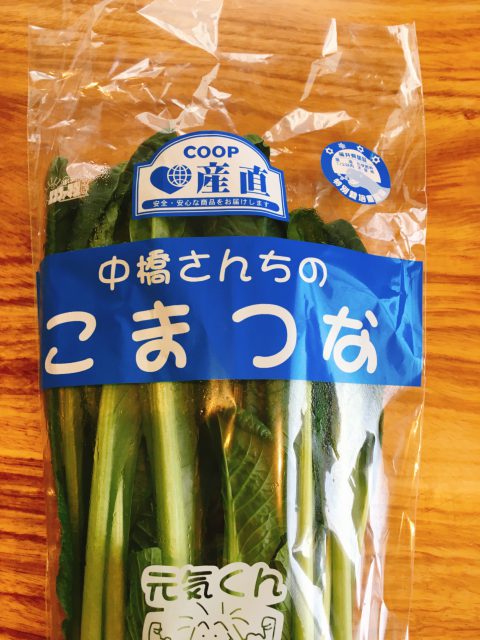 COOP
産直
安全・安心な商品をお届けします
中橋さんちの
こまつな
元気くん